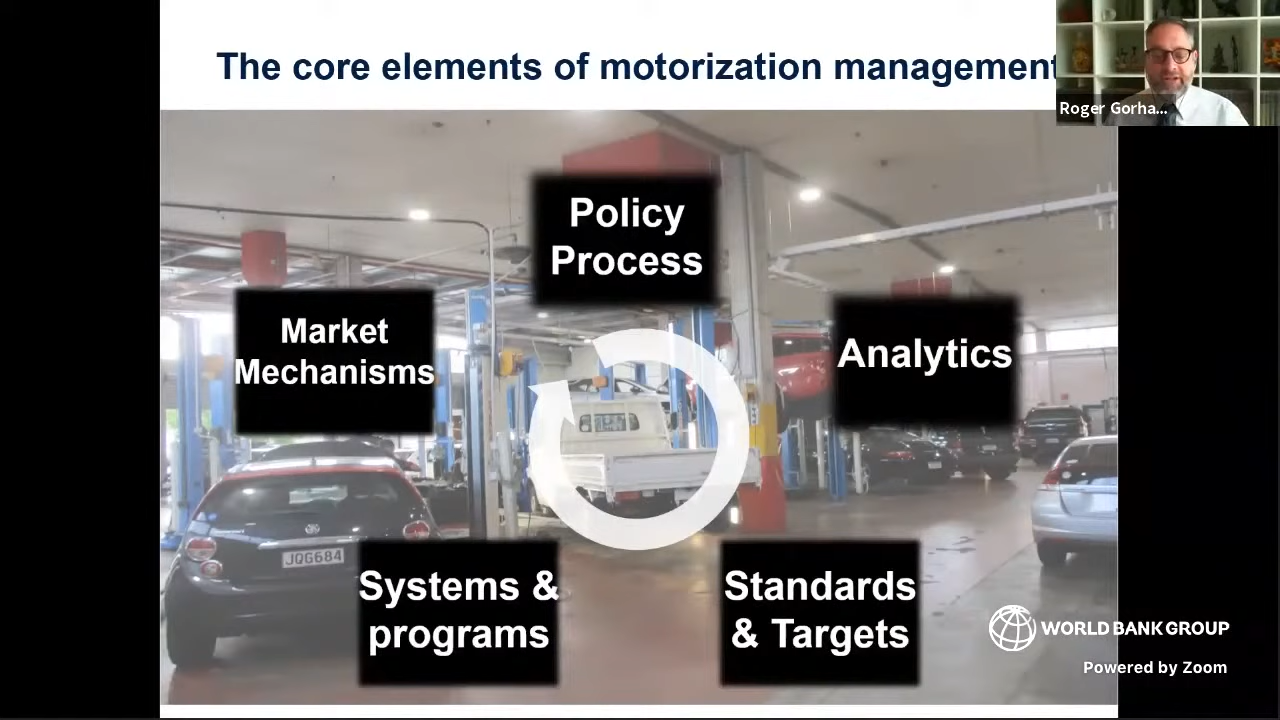 The core elements of motorization management
Roger Gorha...
Policy
Process
Market
Mechanisms
Analytics
JQG684
Systems &
programs
Standards
& Targets
WORLD BANK GROUP
Powered by Zoom